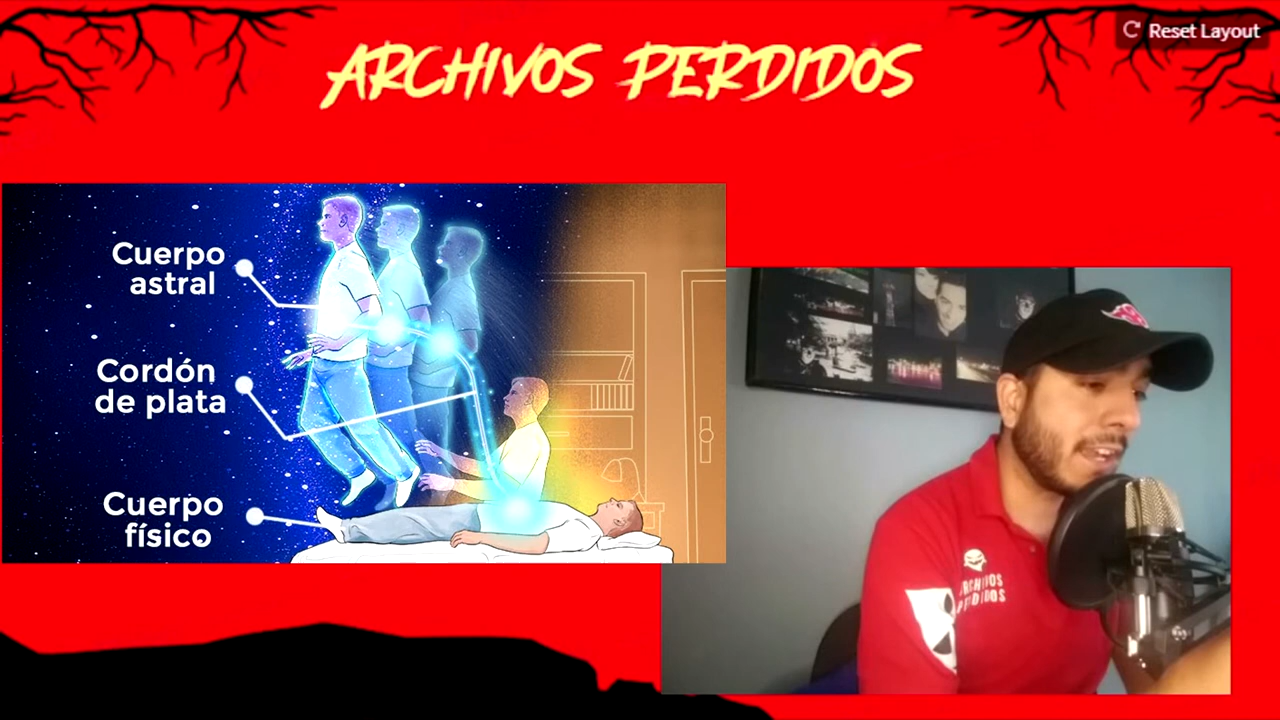 Reset Layout
ARCHIVOS PERDIDOS
Cuerpo
astral
Cordón
de plata
Cuerpo
físico
ARCHIVOS
PERDIDOS